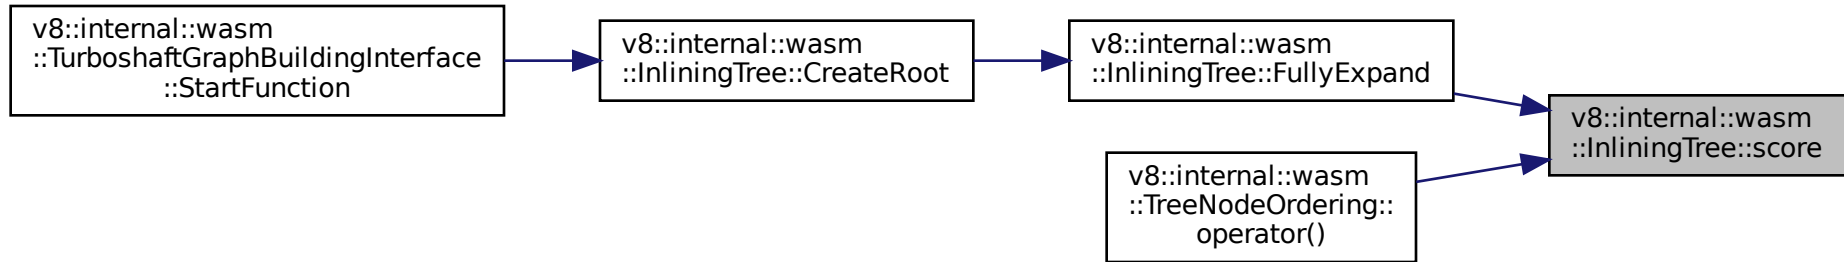 v8::internal::wasm
::TurboshaftGraphBuildingInterface
::StartFunction
v8::internal::wasm
::InliningTree::CreateRoot
v8::internal::wasm
::InliningTree::FullyExpand
v8::internal::wasm
::InliningTree::score
v8::internal::wasm
::TreeNodeOrdering::
operator()